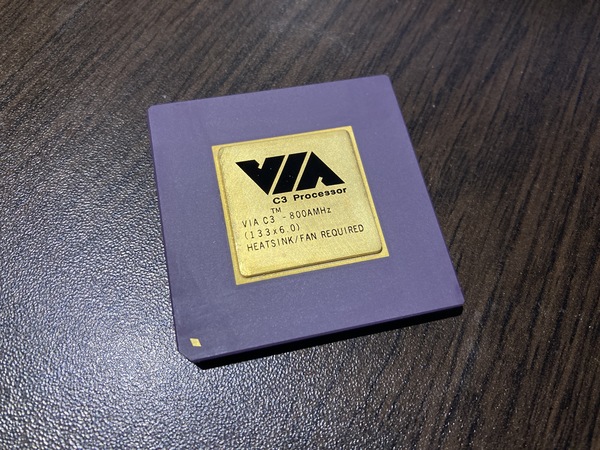 VIA
C3 Processor
VIA C3™ - 800AMHz
(133x6.0)
HEATSINK/FAN REQUIRED